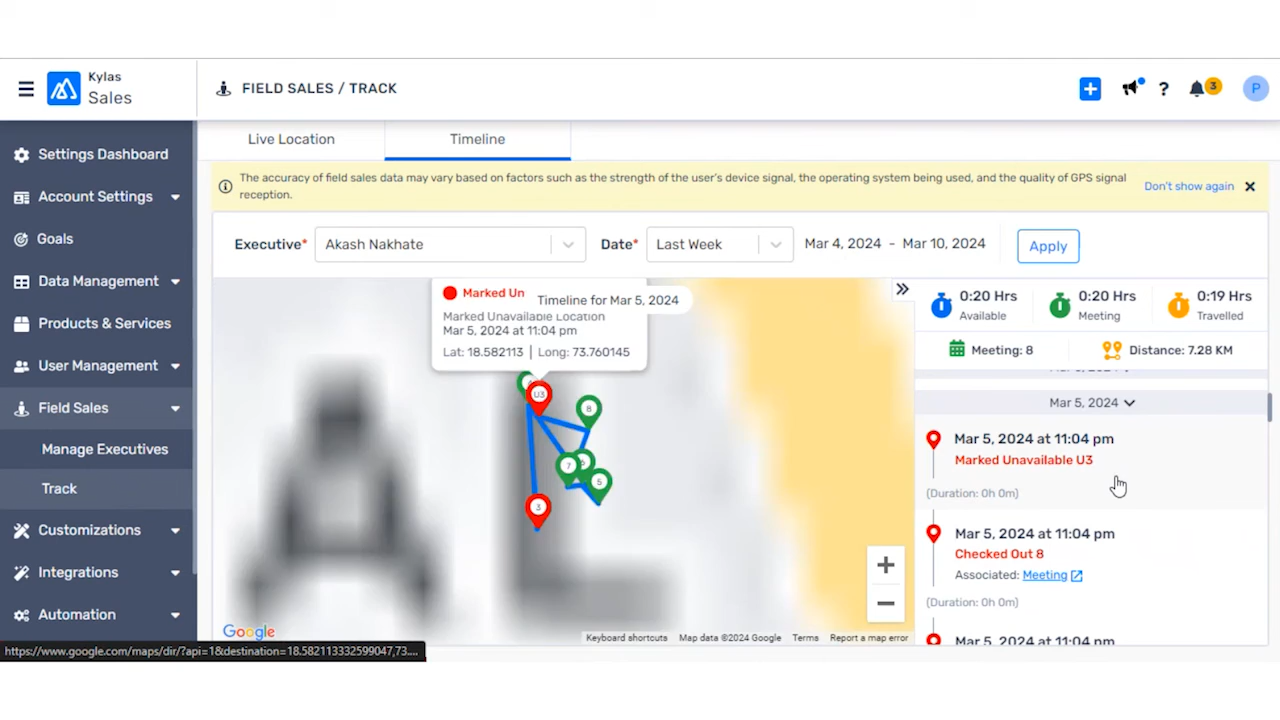 Kylas
Sales
FIELD SALES / TRACK
?
3
P
Settings Dashboard
Account Settings
Goals
Data Management
Products & Services
User Management
Field Sales
Manage Executives
Track
Customizations
Integrations
Automation
Live Location
Timeline
The accuracy of field sales data may vary based on factors such as the strength of the user's device signal, the operating system being used, and the quality of GPS signal
reception.
Don't show again
Executive*
Akash Nakhate
Date*
Last Week
Mar 4, 2024 - Mar 10, 2024
Apply
Marked Un
Timeline for Mar 5, 2024
Marked Unavailable Location
Mar 5, 2024 at 11:04 pm
Lat: 18.582113 | Long: 73.760145
U3
8
7
5
3
Google
Keyboard shortcuts
Map data ©2024 Google
Terms
Report a map error
0:20 Hrs
Available
0:20 Hrs
Meeting
0:19 Hrs
Travelled
Meeting: 8
Distance: 7.28 KM
Mar 5, 2024
Mar 5, 2024 at 11:04 pm
Marked Unavailable U3
(Duration: 0h 0m)
Mar 5, 2024 at 11:04 pm
Checked Out 8
Associated: Meeting
(Duration: 0h 0m)
Mar 5, 2024 at 11:04 pm
https://www.google.com/maps/dir/?api=1&destination=18.582113332599047,73....